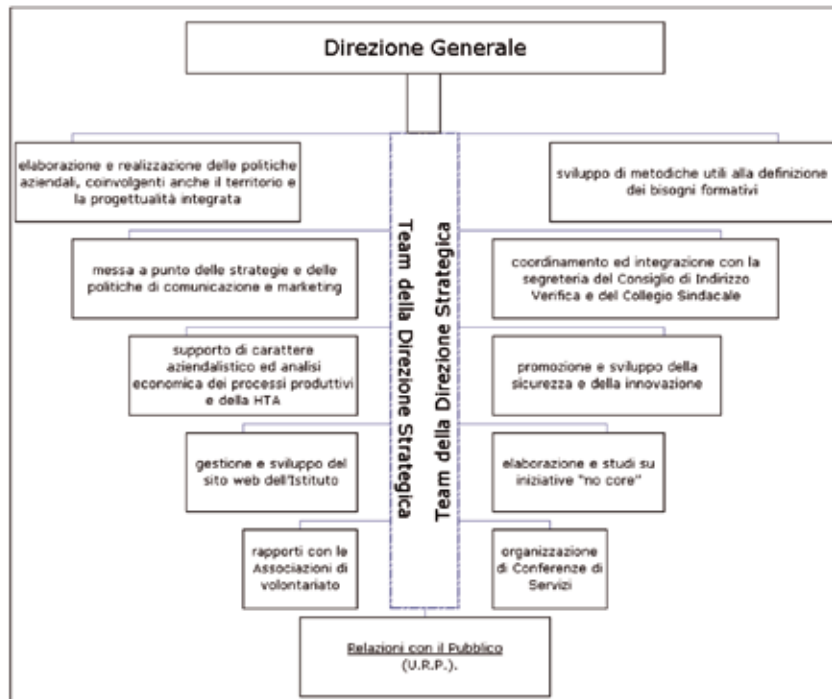 Direzione Generale
elaborazione e realizzazione delle politiche
aziendali, coinvolgenti anche il territorio e
la progettualità integrata
sviluppo di metodiche utili alla definizione
dei bisogni formativi
messa a punto delle strategie e delle
politiche di comunicazione e marketing
coordinamento ed integrazione con la
segreteria del Consiglio di Indirizzo
Verifica e del Collegio Sindacale
supporto di carattere
aziendalistico ed analisi
economica dei processi produttivi
e della HTA
promozione e sviluppo della
sicurezza e della innovazione
gestione e sviluppo del
sito web dell'Istituto
elaborazione e studi su
iniziative "no core"
rapporti con le
Associazioni di
volontariato
organizzazione
di Conferenze di
Servizi
Team della Direzione Strategica
Team della Direzione Strategica
Relazioni con il Pubblico
(U.R.P.).